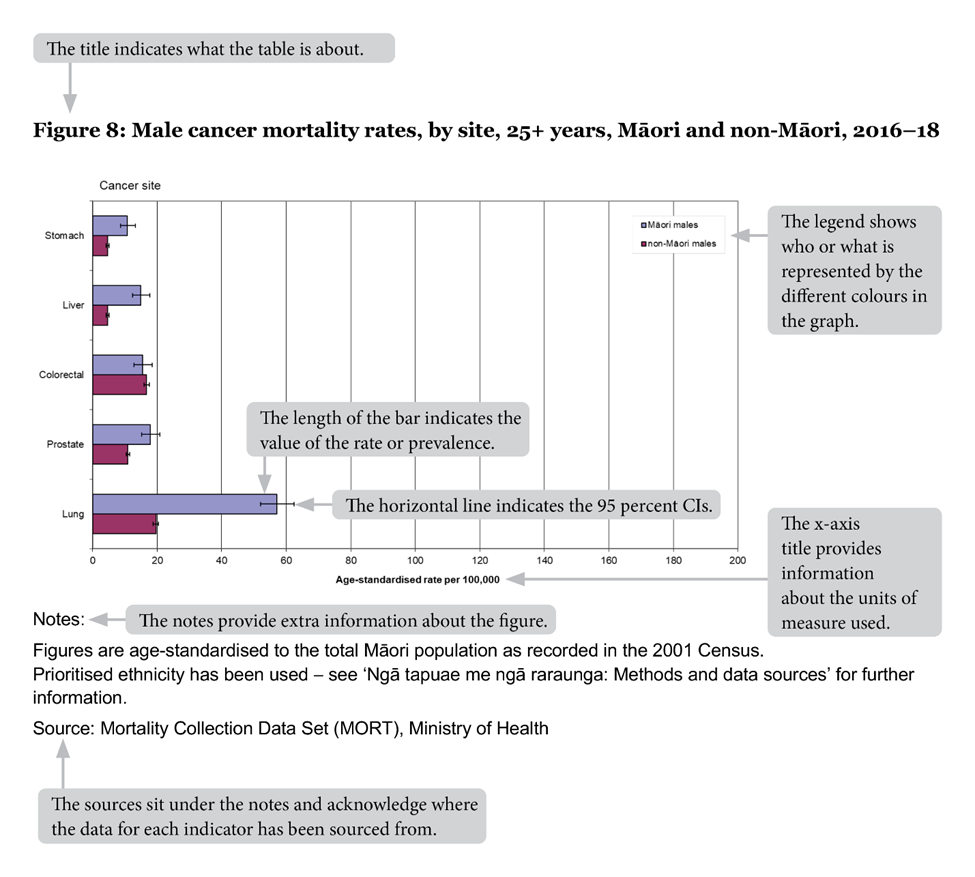 The title indicates what the table is about.
Figure 8: Male cancer mortality rates, by site, 25+ years, Māori and non-Māori, 2016–18
Cancer site
Stomach
Liver
Colorectal
Prostate
Lung
Māori males
non-Māori males
The legend shows
who or what is
represented by the
different colours in
the graph.
The length of the bar indicates the
value of the rate or prevalence.
The horizontal line indicates the 95 percent CIs.
0 20 40 60 80 100 120 140 160 180 200
Age-standardised rate per 100,000
The x-axis
title provides
information
about the units of
measure used.
Notes:
The notes provide extra information about the figure.
Figures are age-standardised to the total Māori population as recorded in the 2001 Census.
Prioritised ethnicity has been used – see ‘Ngā tapuae me ngā raraunga: Methods and data sources’ for further
information.
Source: Mortality Collection Data Set (MORT), Ministry of Health
The sources sit under the notes and acknowledge where
the data for each indicator has been sourced from.